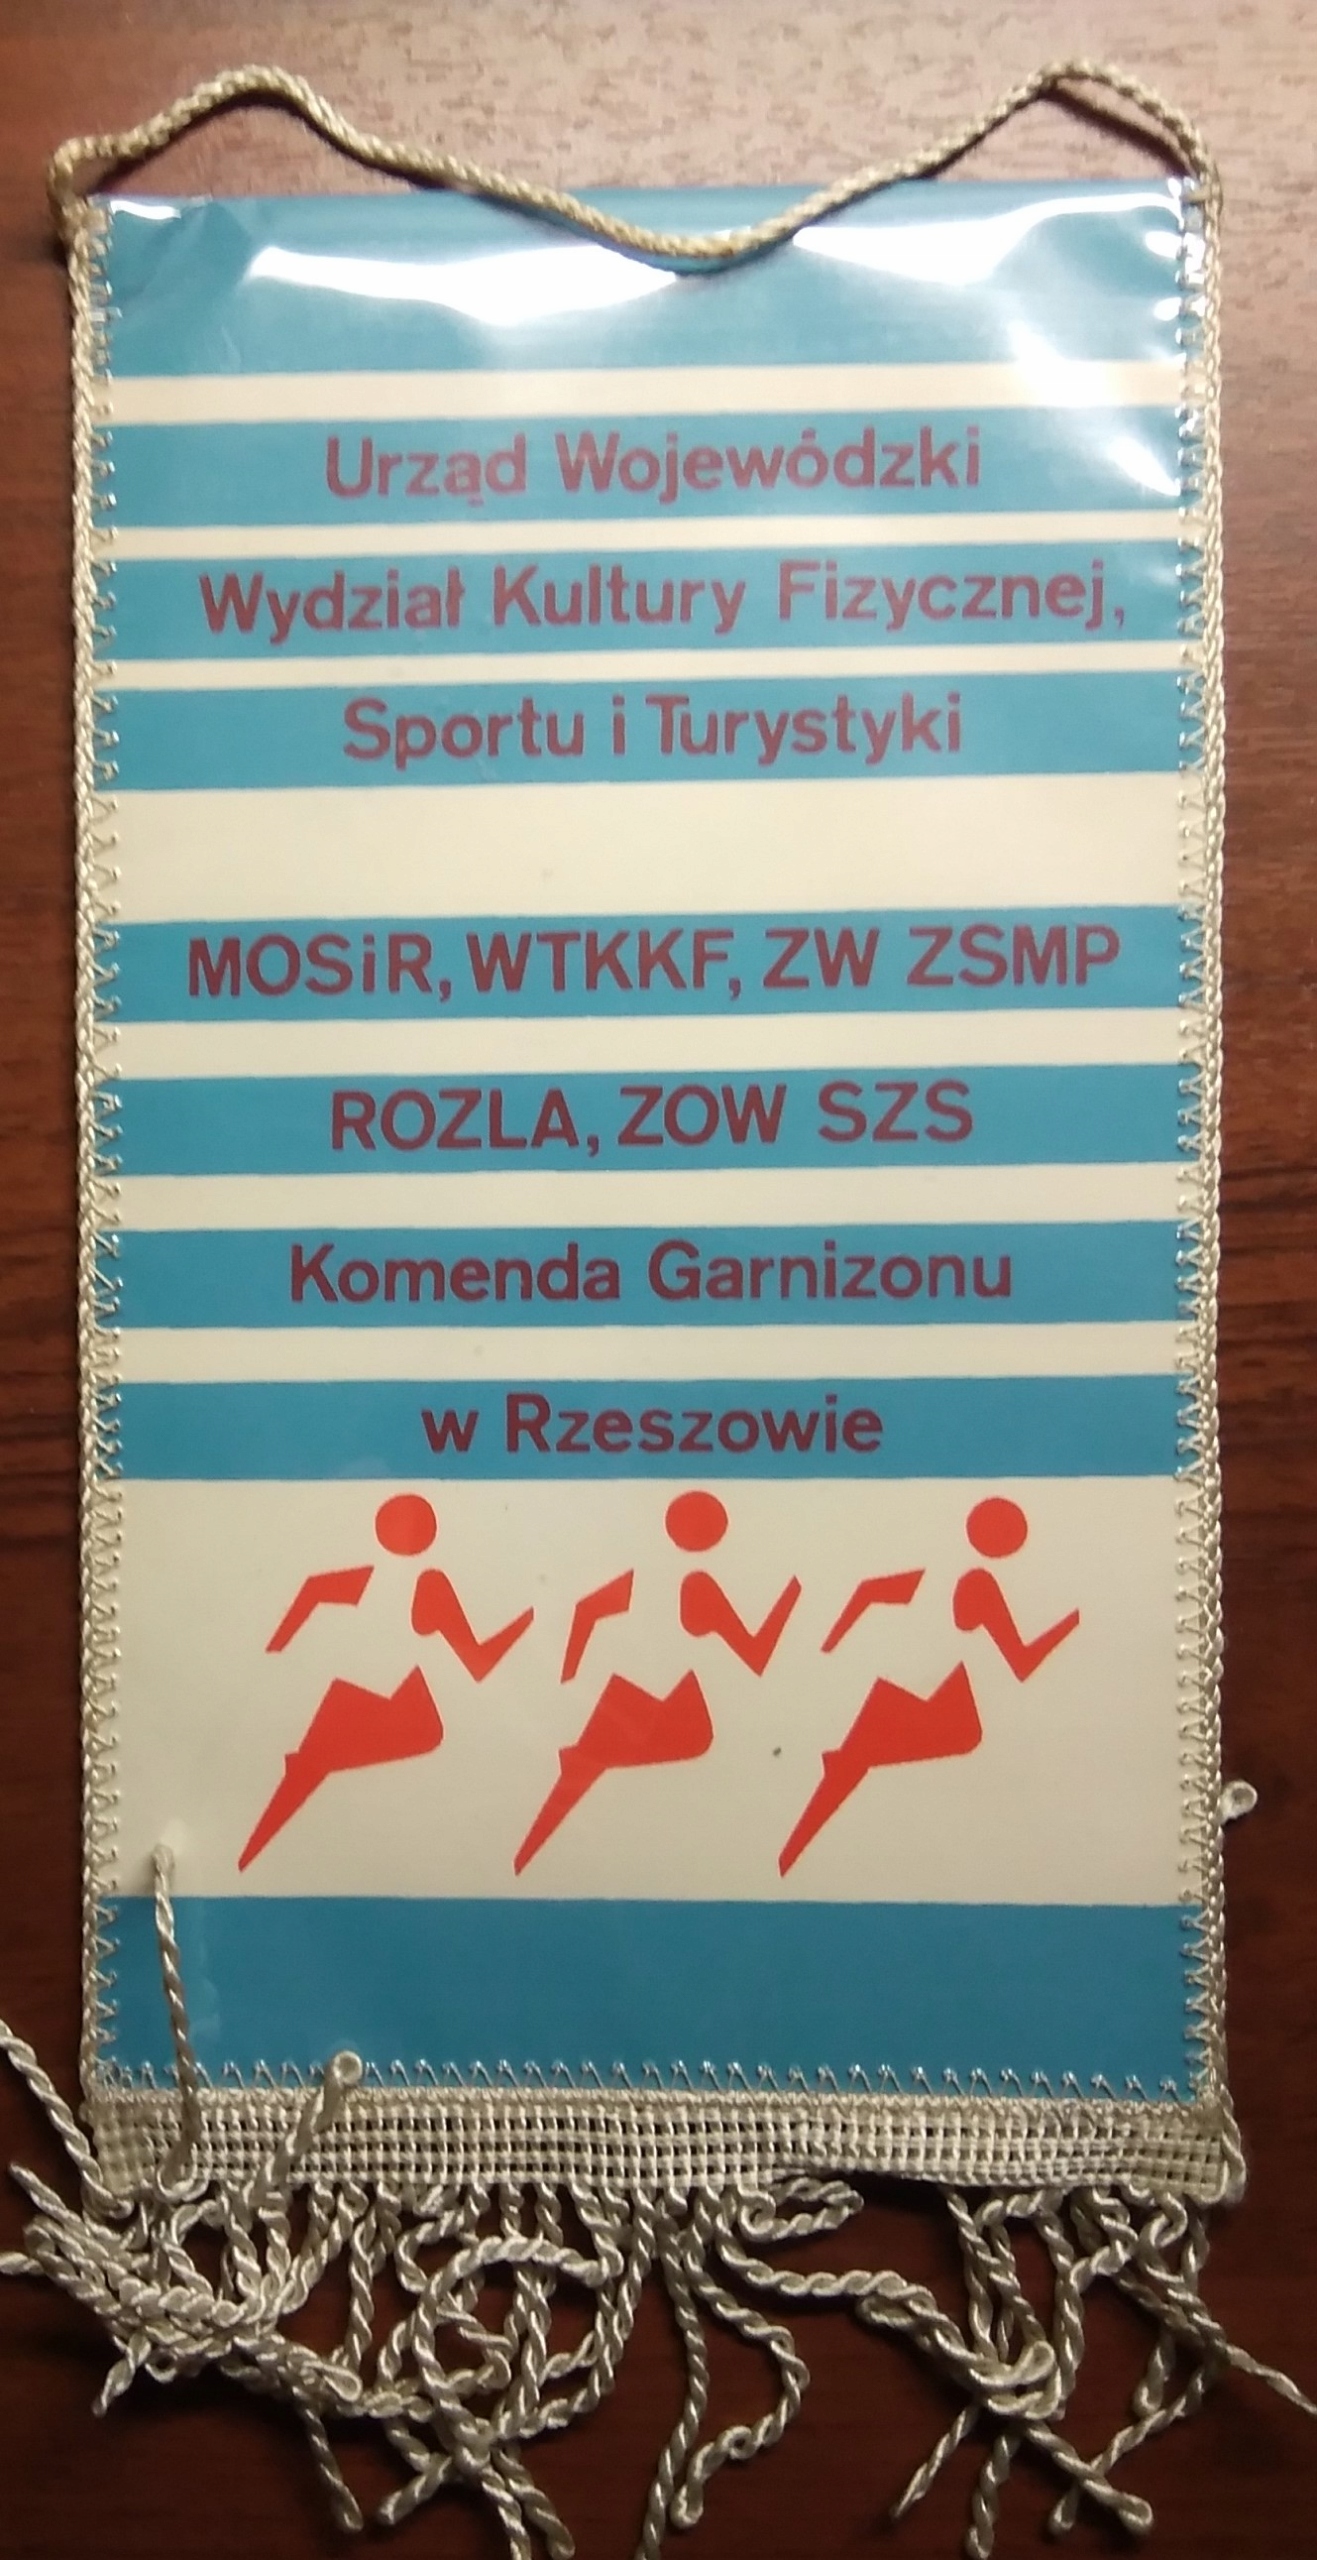 Urząd Wojewódzki
Wydział Kultury Fizycznej,
Sportu i Turystyki
MOSiR, WTKKF, ZW ZSMP
ROZLA, ZOW SZS
Komenda Garnizonu
w Rzeszowie